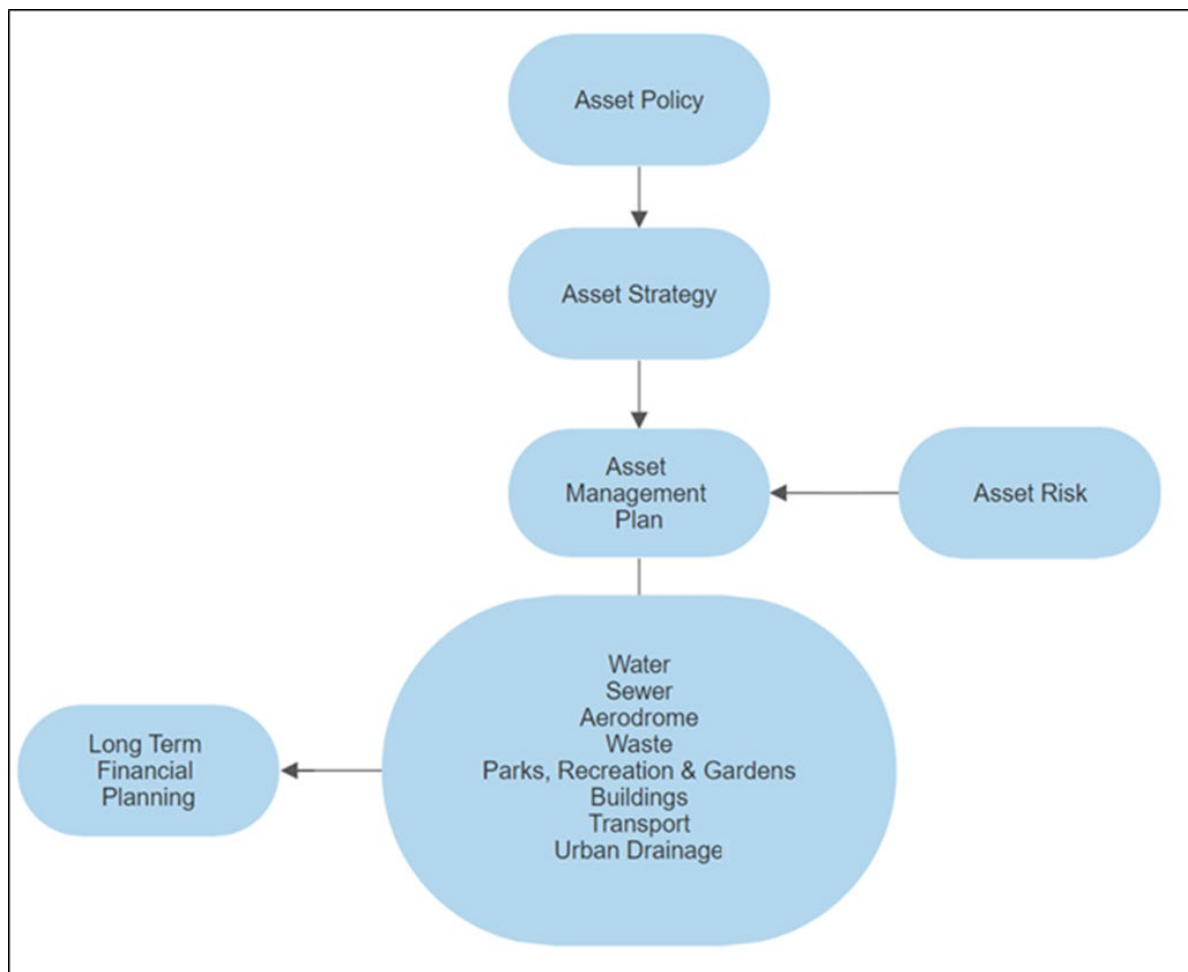 Asset Policy
Asset Strategy
Asset
Management
Plan
Asset Risk
Water
Sewer
Aerodrome
Waste
Parks, Recreation & Gardens
Buildings
Transport
Urban Drainage
Long Term
Financial
Planning